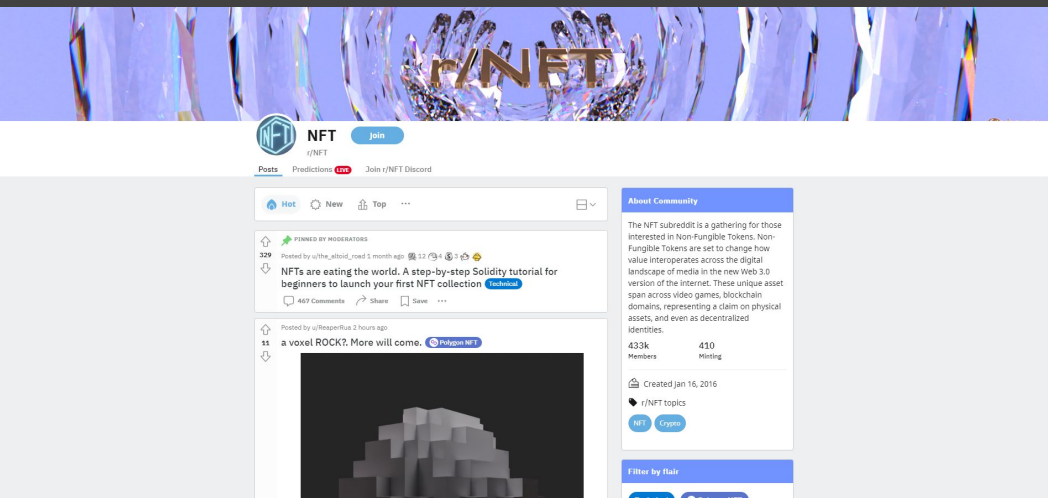 r/NFT
NFT
NFT
Join
r/NFT
Posts
Predictions LIVE
Join r/NFT Discord
Hot
New
Top
PINNED BY MODERATORS
329
Posted by u/the_altoid_road 1 month ago 12 4 3
NFTs are eating the world. A step-by-step Solidity tutorial for
beginners to launch your first NFT collection Technical
467 Comments Share Save
Posted by u/ReaperRua 2 hours ago
11
a voxel ROCK?. More will come. Polygon NFT
About Community
The NFT subreddit is a gathering for those
interested in Non-Fungible Tokens. Non-
Fungible Tokens are set to change how
value interoperates across the digital
landscape of media in the new Web 3.0
version of the internet. These unique asset
span across video games, blockchain
domains, representing a claim on physical
assets, and even as decentralized
identities.
433k 410
Members Minting
Created Jan 16, 2016
r/NFT topics
NFT Crypto
Filter by flair